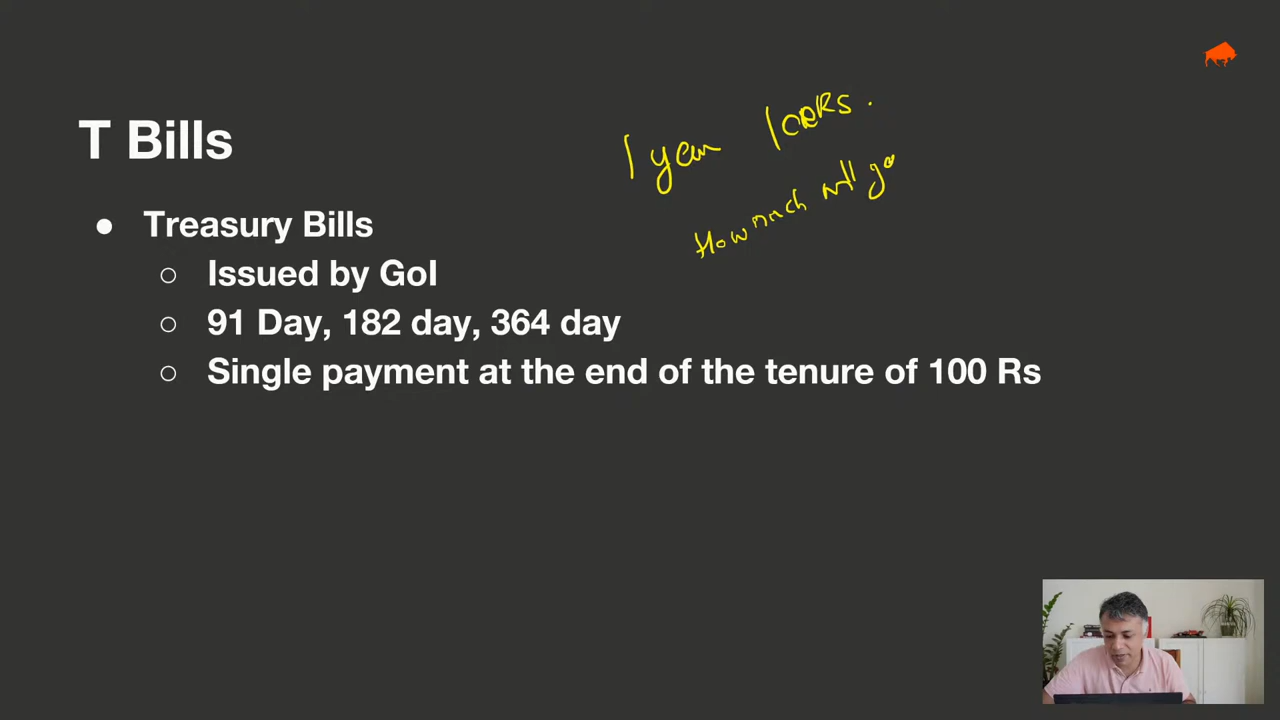 T Bills
1 year 100Rs.
How much will yo
● Treasury Bills
○ Issued by GoI
○ 91 Day, 182 day, 364 day
○ Single payment at the end of the tenure of 100 Rs